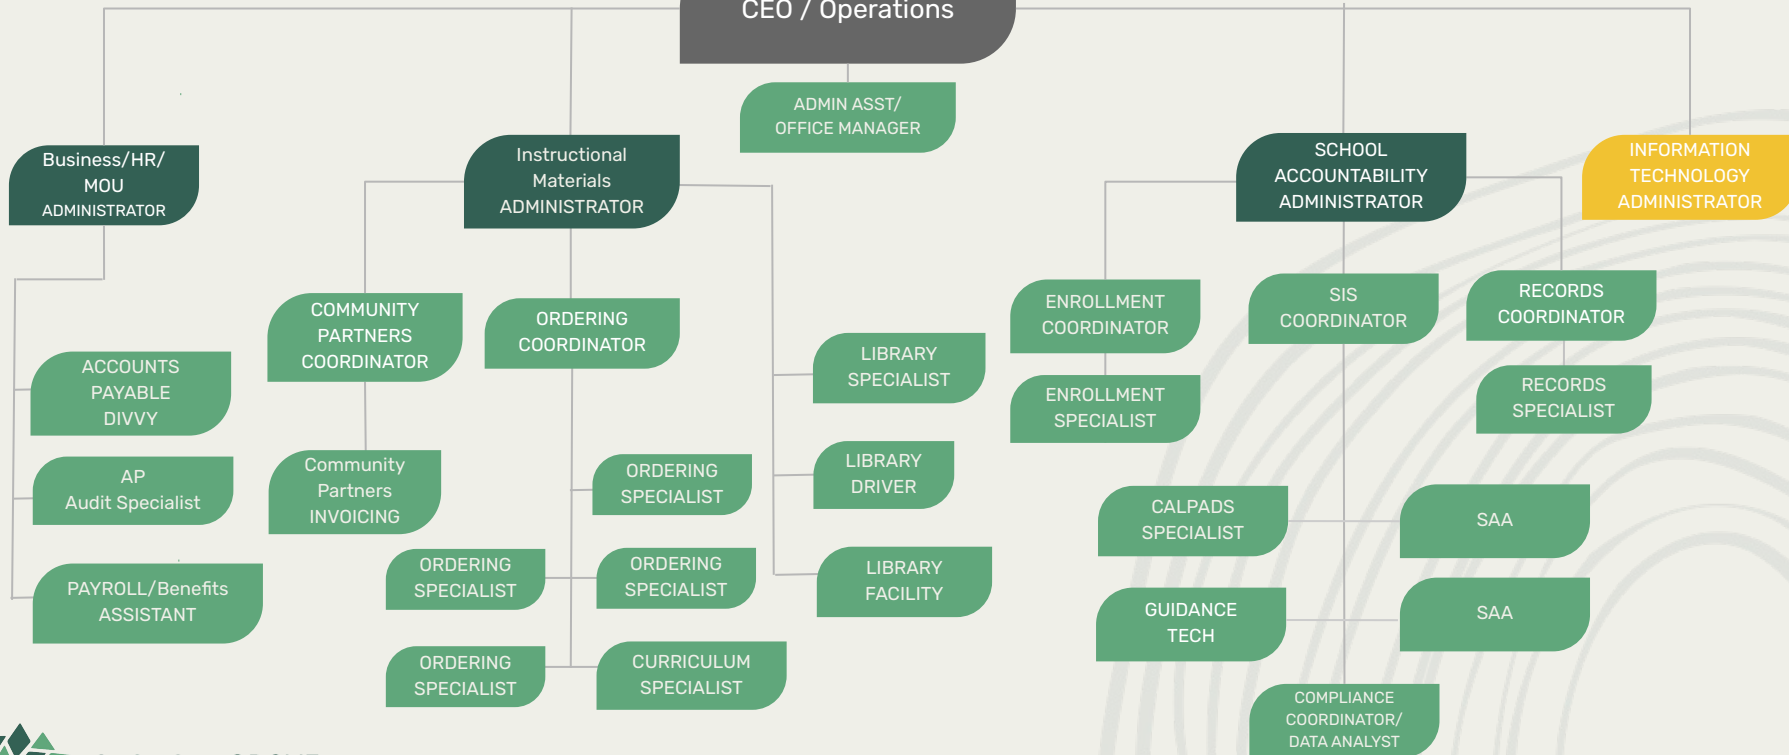 CEO / Operations
ADMIN ASST/
OFFICE MANAGER
Business/HR/
MOU
ADMINISTRATOR
Instructional
Materials
ADMINISTRATOR
SCHOOL
ACCOUNTABILITY
ADMINISTRATOR
INFORMATION
TECHNOLOGY
ADMINISTRATOR
ACCOUNTS
PAYABLE
DIVVY
AP
Audit Specialist
PAYROLL/Benefits
ASSISTANT
COMMUNITY
PARTNERS
COORDINATOR
Community
Partners
INVOICING
ORDERING
COORDINATOR
ORDERING
SPECIALIST
ORDERING
SPECIALIST
ORDERING
SPECIALIST
ORDERING
SPECIALIST
CURRICULUM
SPECIALIST
LIBRARY
SPECIALIST
LIBRARY
DRIVER
LIBRARY
FACILITY
ENROLLMENT
COORDINATOR
ENROLLMENT
SPECIALIST
SIS
COORDINATOR
RECORDS
COORDINATOR
RECORDS
SPECIALIST
CALPADS
SPECIALIST
SAA
GUIDANCE
TECH
SAA
COMPLIANCE
COORDINATOR/
DATA ANALYST